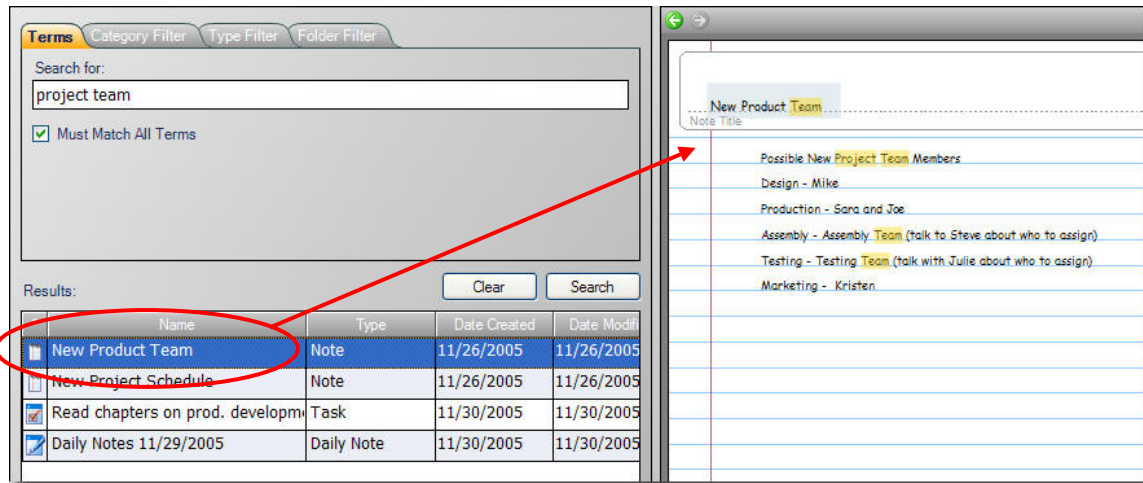 Terms Category Filter Type Filter Folder Filter
Search for:
project team
Must Match All Terms
Results:
Clear Search
Name Type Date Created Date Modifi
New Product Team Note 11/26/2005 11/26/2005
New Project Schedule Note 11/26/2005 11/26/2005
Read chapters on prod. developme Task 11/30/2005 11/30/2005
Daily Notes 11/29/2005 Daily Note 11/30/2005 11/30/2005
New Product Team
Note Title
Possible New Project Team Members
Design - Mike
Production - Sara and Joe
Assembly - Assembly Team (talk to Steve about who to assign)
Testing - Testing Team (talk with Julie about who to assign)
Marketing - Kristen